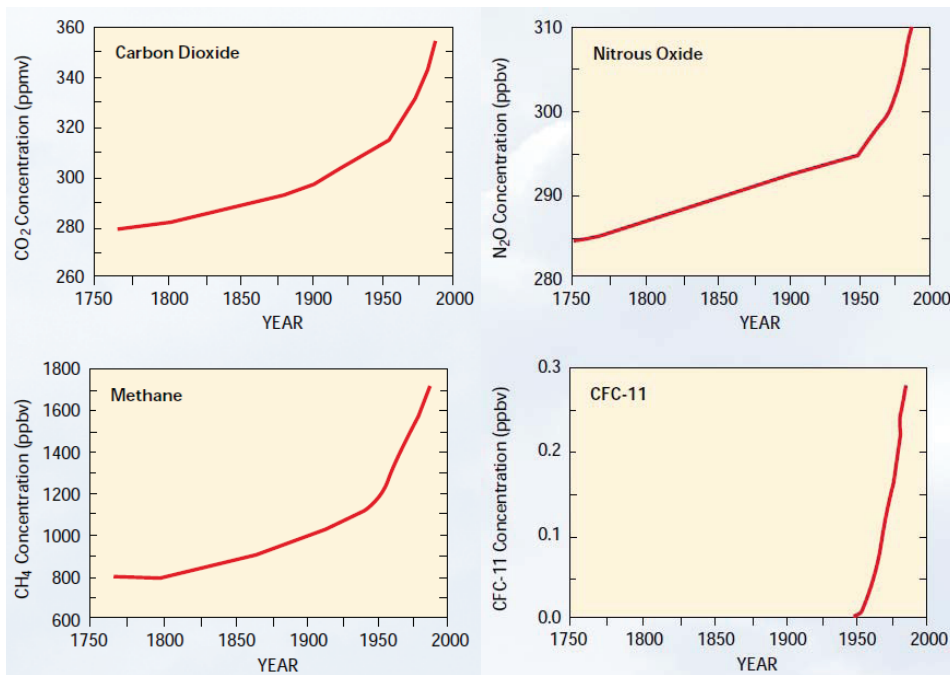 Carbon Dioxide
CO2 Concentration (ppmv)
360
340
320
300
280
260
1750 1800 1850 1900 1950 2000
YEAR
Nitrous Oxide
N2O Concentration (ppbv)
310
300
290
280
1750 1800 1850 1900 1950 2000
YEAR
Methane
CH4 Concentration (ppbv)
1800
1600
1400
1200
1000
800
600
1750 1800 1850 1900 1950 2000
YEAR
CFC-11
CFC-11 Concentration (ppbv)
0.3
0.2
0.1
0.0
1750 1800 1850 1900 1950 2000
YEAR